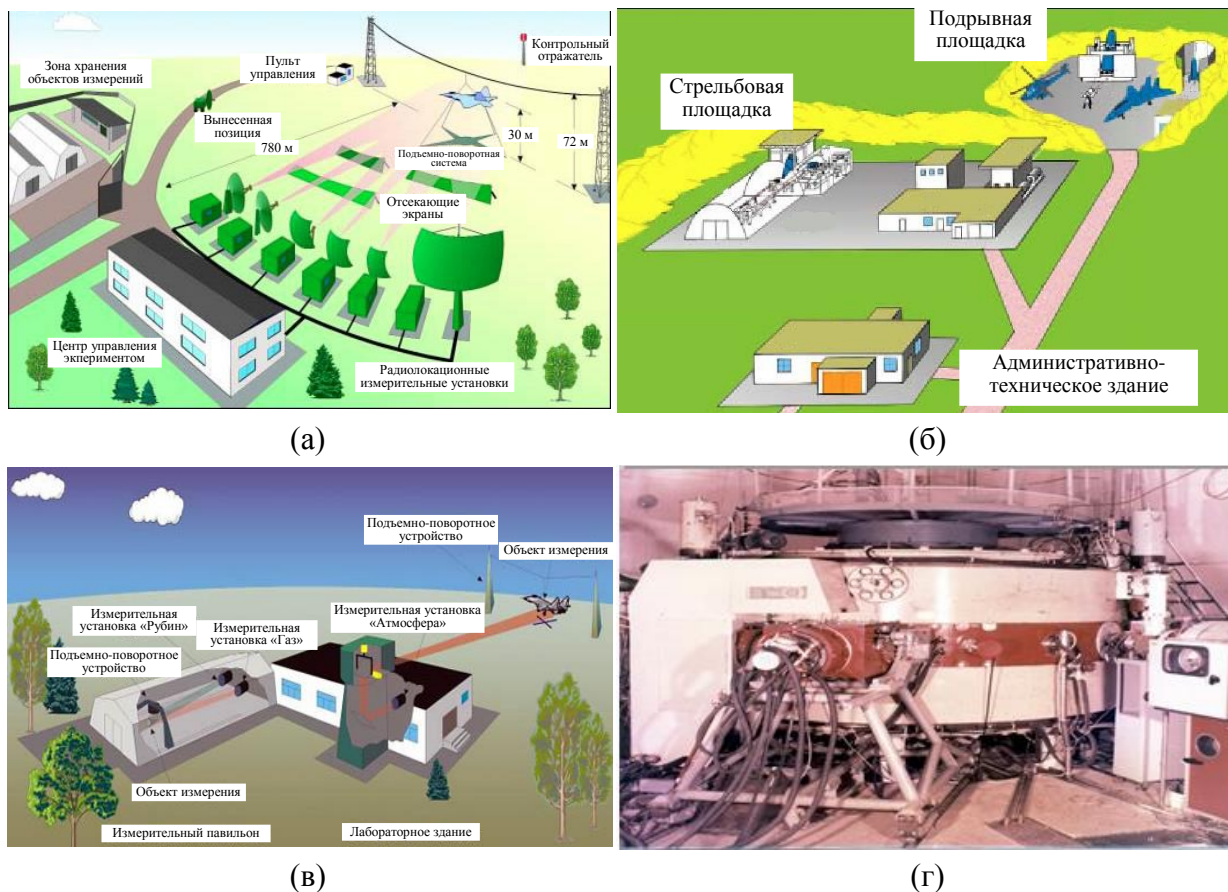 Зона хранения
объектов измерений
Пульт
управления
Контрольный
отражатель
Вынесенная
позиция
780 м
30 м
72 м
Подъемно-поворотная
система
Отсекающие
экраны
Центр управления
экпериментом
Радиолокационные
измерительные установки
(а)
Подрывная
площадка
Стрельбовая
площадка
Административно-
техническое здание
(б)
Подъемно-поворотное
устройство
Объект измерения
Измерительная
установка «Рубин»
Измерительная
установка «Газ»
Измерительная установка
«Атмосфера»
Подъемно-поворотное
устройство
Объект измерения
Измерительный павильон
Лабораторное здание
(в)
(г)